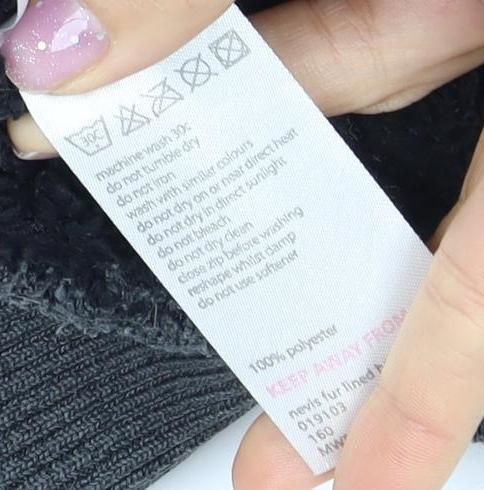 30C
machine wash 30c
do not tumble dry
do not iron
wash with similar colours
do not dry on or near direct heat
do not dry in direct sunlight
do not bleach
do not dry clean
close zip before washing
reshape whilst damp
do not use softener
100% polyester
KEEP AWAY FROM
nevis fur lined
019103
160